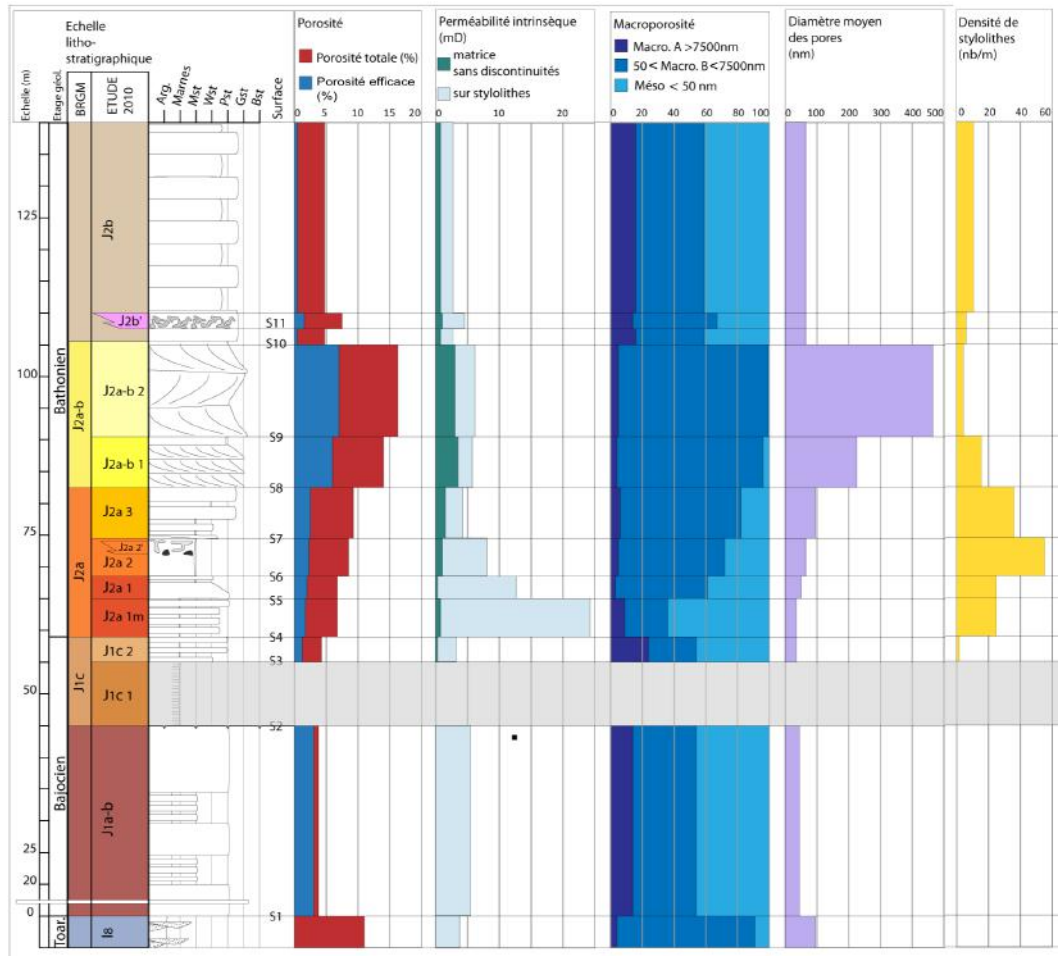 Echelle
litho-
stratigraphique
Echelle (m)
Etage géol.
BRGM
ETUDE
2010
Arg.
Marnes
Mst
Wst
Pst
Gst
Bst
Surface
Porosité
Porosité totale (%)
Porosité efficace
(%)
0 5 10 15 20
Perméabilité intrinsèque
(mD)
matrice
sans discontinuités
sur stylolithes
0 10 20
Macroporosité
Macro. A >7500nm
50< Macro. B<7500nm
Méso < 50 nm
0 20 40 60 80 100
Diamètre moyen
des pores
(nm)
0 100 200 300 400 500
Densité de
stylolithes
(nb/m)
0 20 40 60
125
100
75
50
25
20
0
Bathonien
Bajocien
Toar.
J2a-b
J2a
J1c
J2b
J2b'
J2a-b 2
J2a-b 1
J2a 3
J2a 2'
J2a 2
J2a 1
J2a 1m
J1c 2
J1c 1
J1a-b
I8
S11
S10
S9
S8
S7
S6
S5
S4
S3
S2
S1